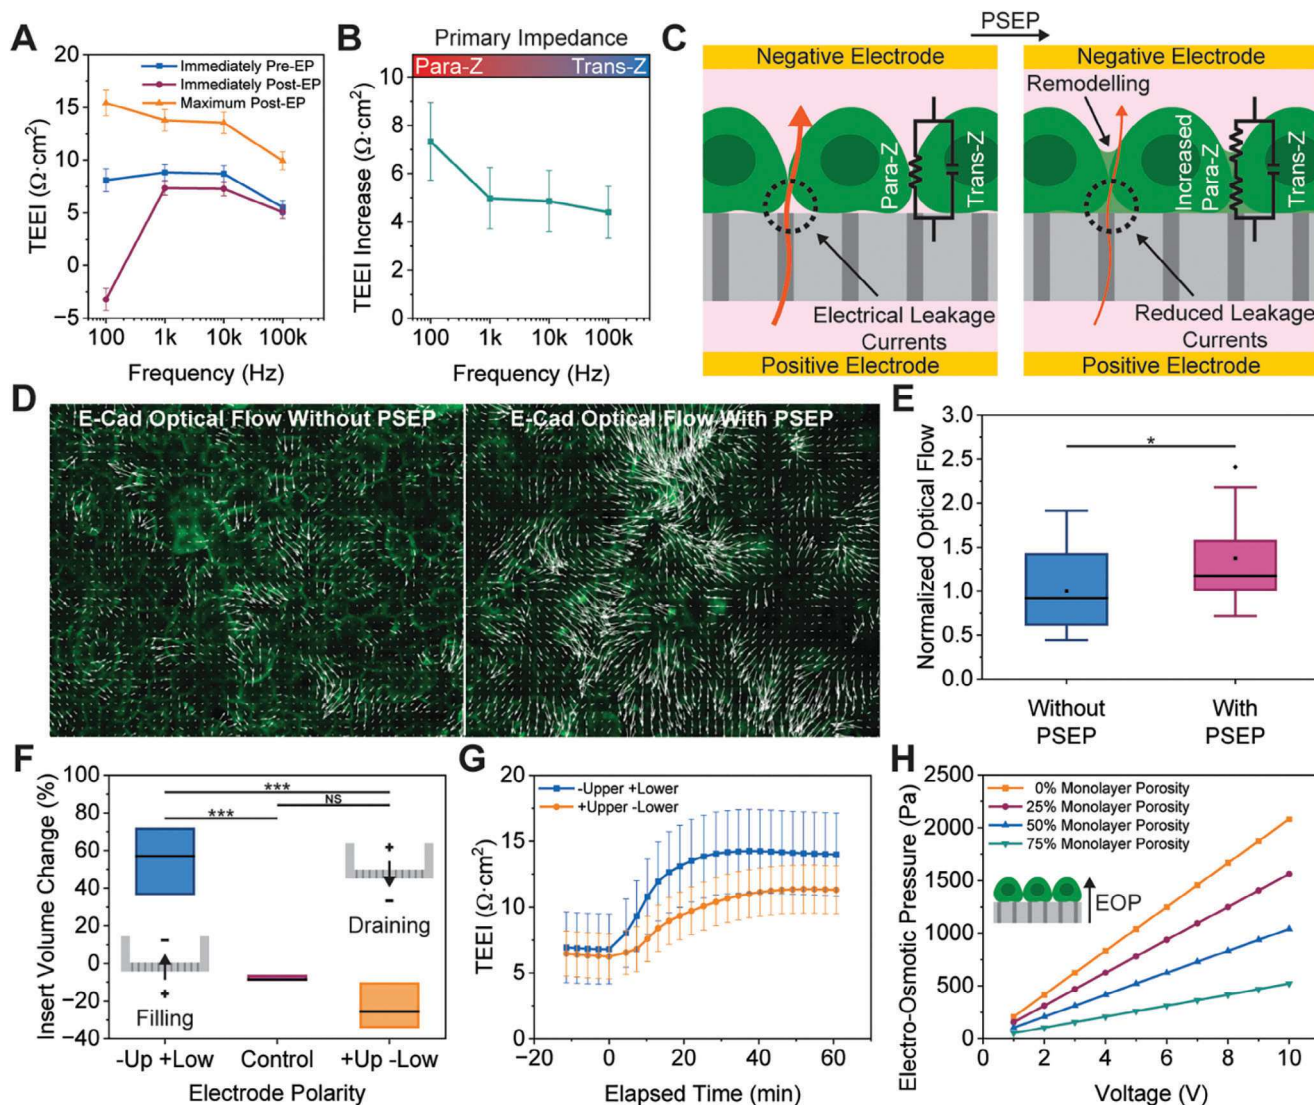 A
20
15
10
5
0
−5
TEEI (Ω·cm²)
Immediately Pre-EP
Immediately Post-EP
Maximum Post-EP
100
1k
10k
100k
Frequency (Hz)
B
Primary Impedance
Para-Z
Trans-Z
10
8
6
4
2
0
TEEI Increase (Ω·cm²)
100
1k
10k
100k
Frequency (Hz)
C
PSEP
Negative Electrode
Para-Z
Trans-Z
Electrical Leakage
Currents
Positive Electrode
Negative Electrode
Remodelling
Increased
Para-Z
Trans-Z
Reduced Leakage
Currents
Positive Electrode
D
E-Cad Optical Flow Without PSEP
E-Cad Optical Flow With PSEP
E
3.0
2.5
2.0
1.5
1.0
0.5
0.0
Normalized Optical Flow
*
Without
PSEP
With
PSEP
F
100
80
60
40
20
0
−20
−40
Insert Volume Change (%)
***
NS
***
+
−
Draining
−
+
Filling
-Up +Low
Control
+Up -Low
Electrode Polarity
G
20
15
10
5
0
TEEI (Ω·cm²)
-Upper +Lower
+Upper -Lower
−20
0
20
40
60
Elapsed Time (min)
H
2500
2000
1500
1000
500
0
Electro-Osmotic Pressure (Pa)
0% Monolayer Porosity
25% Monolayer Porosity
50% Monolayer Porosity
75% Monolayer Porosity
EOP
0
2
4
6
8
10
Voltage (V)